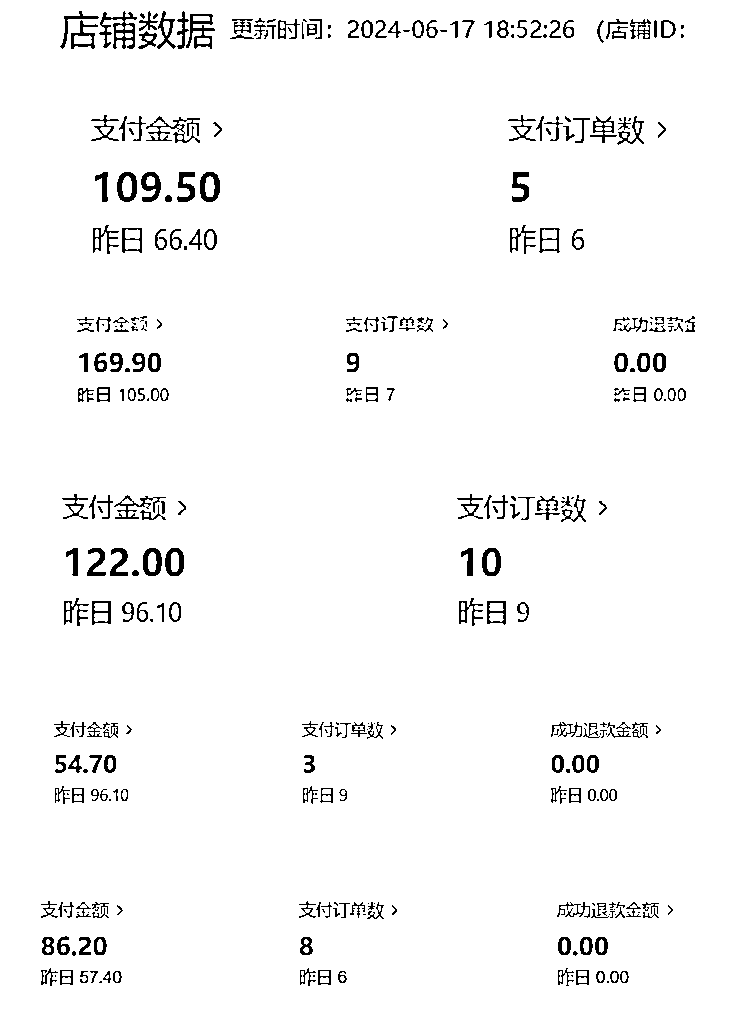 店铺数据 更新时间：2024-06-17 18:52:26 （店铺ID：
支付金额 > 支付订单数 >
109.50 5
昨日 66.40 昨日 6
支付金额 > 支付订单数 > 成功退款金
169.90 9 0.00
昨日 105.00 昨日 7 昨日 0.00
支付金额 > 支付订单数 >
122.00 10
昨日 96.10 昨日 9
支付金额 > 支付订单数 > 成功退款金额 >
54.70 3 0.00
昨日 96.10 昨日 9 昨日 0.00
支付金额 > 支付订单数 > 成功退款金额 >
86.20 8 0.00
昨日 57.40 昨日 6 昨日 0.00